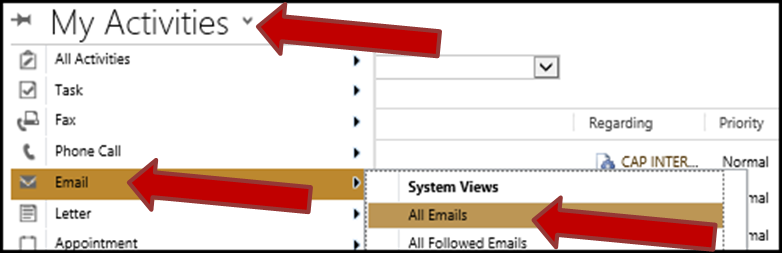 My Activities
All Activities
Task
Fax
Regarding Priority
Phone Call
CAP INTER... Normal
Email
System Views
Letter
All Emails
Appointment
All Followed Emails